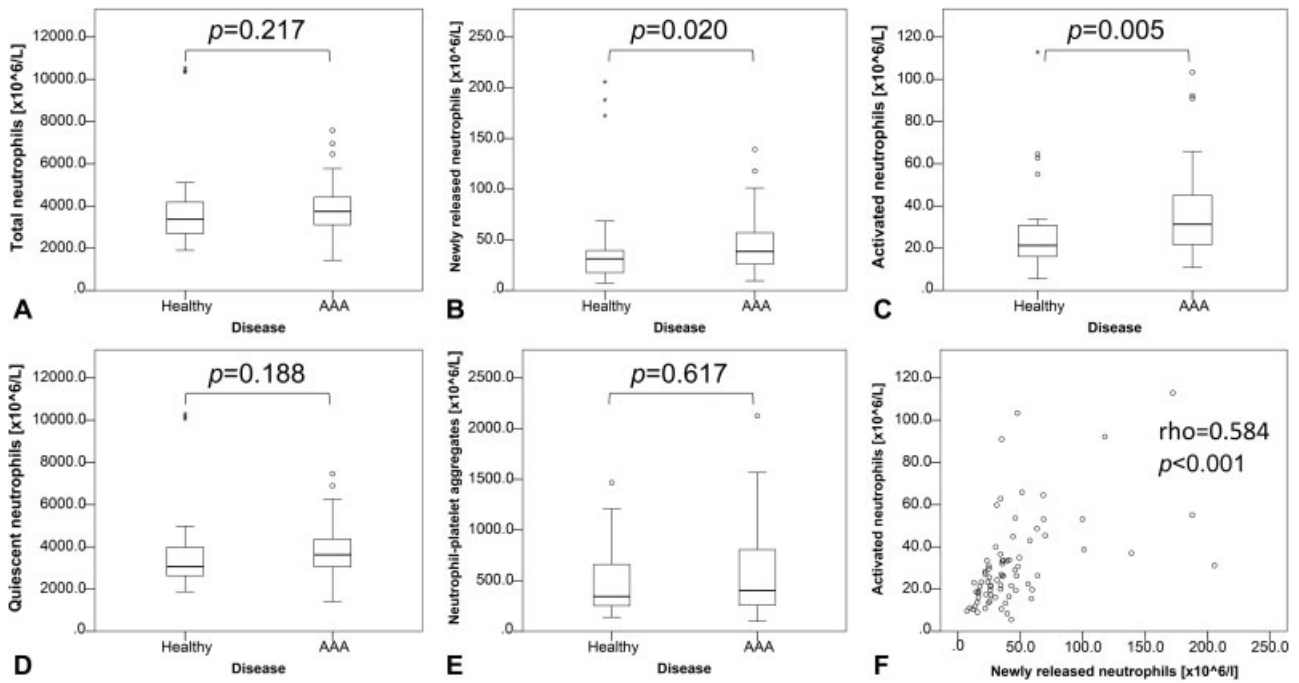 p=0.217
Total neutrophils [x10^6/L]
12000.0
10000.0
8000.0
6000.0
4000.0
2000.0
.0
Healthy
AAA
Disease
A
p=0.020
Newly released neutrophils [x10^6/L]
250.0
200.0
150.0
100.0
50.0
.0
Healthy
AAA
Disease
B
p=0.005
Activated neutrophils [x10^6/L]
120.0
100.0
80.0
60.0
40.0
20.0
.0
Healthy
AAA
Disease
C
p=0.188
Quiescent neutrophils [x10^6/L]
12000.0
10000.0
8000.0
6000.0
4000.0
2000.0
.0
Healthy
AAA
Disease
D
p=0.617
Neutrophil-platelet aggregates [x10^6/L]
2500.0
2000.0
1500.0
1000.0
500.0
.0
Healthy
AAA
Disease
E
rho=0.584
p<0.001
Activated neutrophils [x10^6/L]
120.0
100.0
80.0
60.0
40.0
20.0
.0
.0 50.0 100.0 150.0 200.0 250.0
Newly released neutrophils [x10^6/l]
F